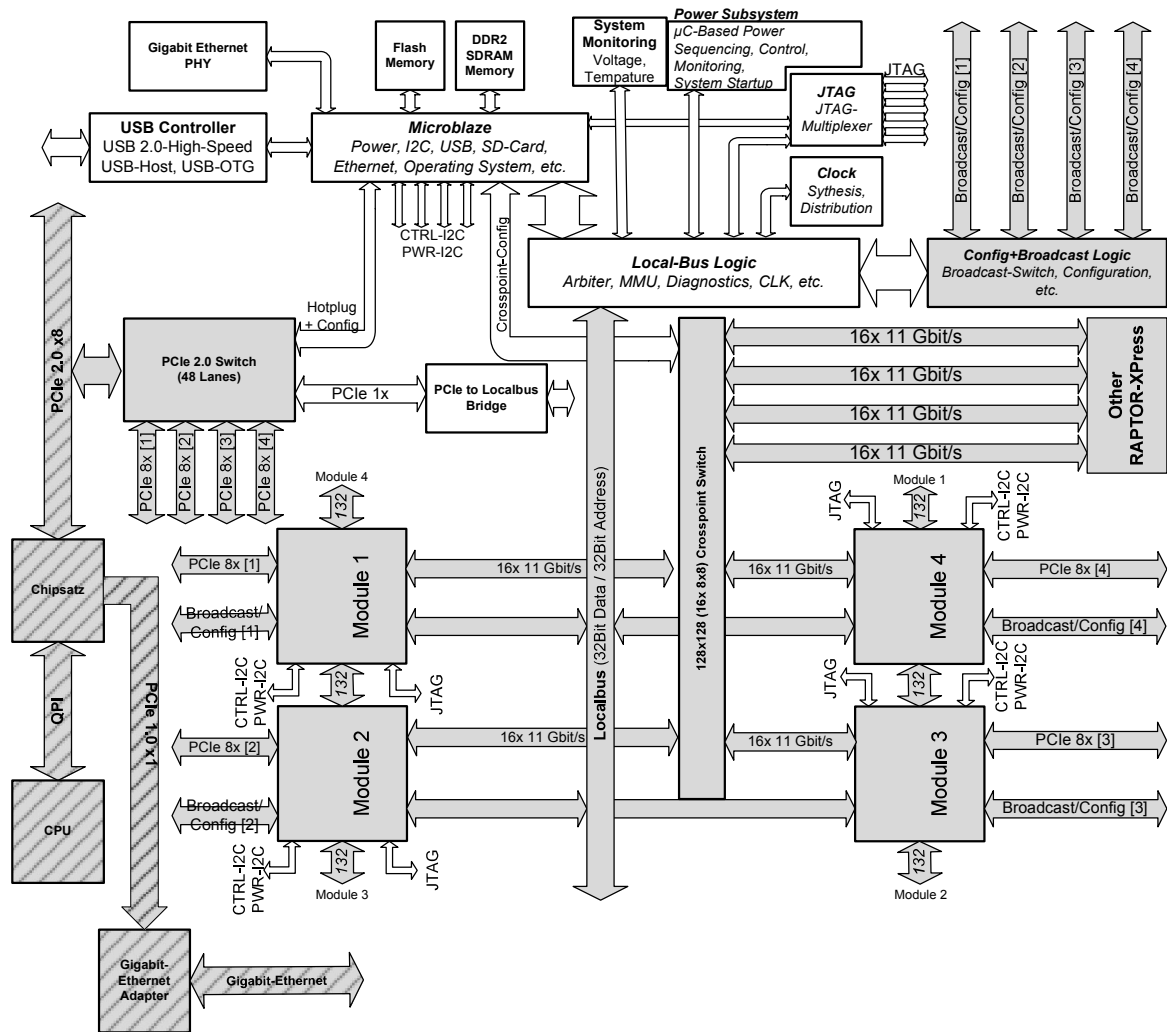 Gigabit Ethernet
PHY
Flash
Memory
DDR2
SDRAM
Memory
System
Monitoring
Voltage,
Tempature
Power Subsystem
µC-Based Power
Sequencing, Control,
Monitoring,
System Startup
JTAG
JTAG-
Multiplexer
JTAG
Broadcast/Config [1]
Broadcast/Config [2]
Broadcast/Config [3]
Broadcast/Config [4]
USB Controller
USB 2.0-High-Speed
USB-Host, USB-OTG
Microblaze
Power, I2C, USB, SD-Card,
Ethernet, Operating System, etc.
Clock
Sythesis,
Distribution
CTRL-I2C
PWR-I2C
Crosspoint-Config
Local-Bus Logic
Arbiter, MMU, Diagnostics, CLK, etc.
Config+Broadcast Logic
Broadcast-Switch, Configuration,
etc.
Hotplug
+ Config
PCIe 2.0 x8
PCIe 2.0 Switch
(48 Lanes)
PCIe 1x
PCIe to Localbus
Bridge
16x 11 Gbit/s
16x 11 Gbit/s
16x 11 Gbit/s
16x 11 Gbit/s
Other
RAPTOR-XPress
PCIe 8x [1]
PCIe 8x [2]
PCIe 8x [3]
PCIe 8x [4]
Localbus (32Bit Data / 32Bit Address)
128x128 (16x 8x8) Crosspoint Switch
Module 4
132
Module 1
132
JTAG
CTRL-I2C
PWR-I2C
Chipsatz
PCIe 8x [1]
Module 1
16x 11 Gbit/s
16x 11 Gbit/s
Module 4
PCIe 8x [4]
Broadcast/
Config [1]
Broadcast/Config [4]
QPI
PCIe 1.0 x1
CTRL-I2C
PWR-I2C
132
JTAG
JTAG
132
CTRL-I2C
PWR-I2C
PCIe 8x [2]
Module 2
16x 11 Gbit/s
16x 11 Gbit/s
Module 3
PCIe 8x [3]
CPU
Broadcast/
Config [2]
Broadcast/Config [3]
CTRL-I2C
PWR-I2C
132
JTAG
132
Module 3
Module 2
Gigabit-
Ethernet
Adapter
Gigabit-Ethernet